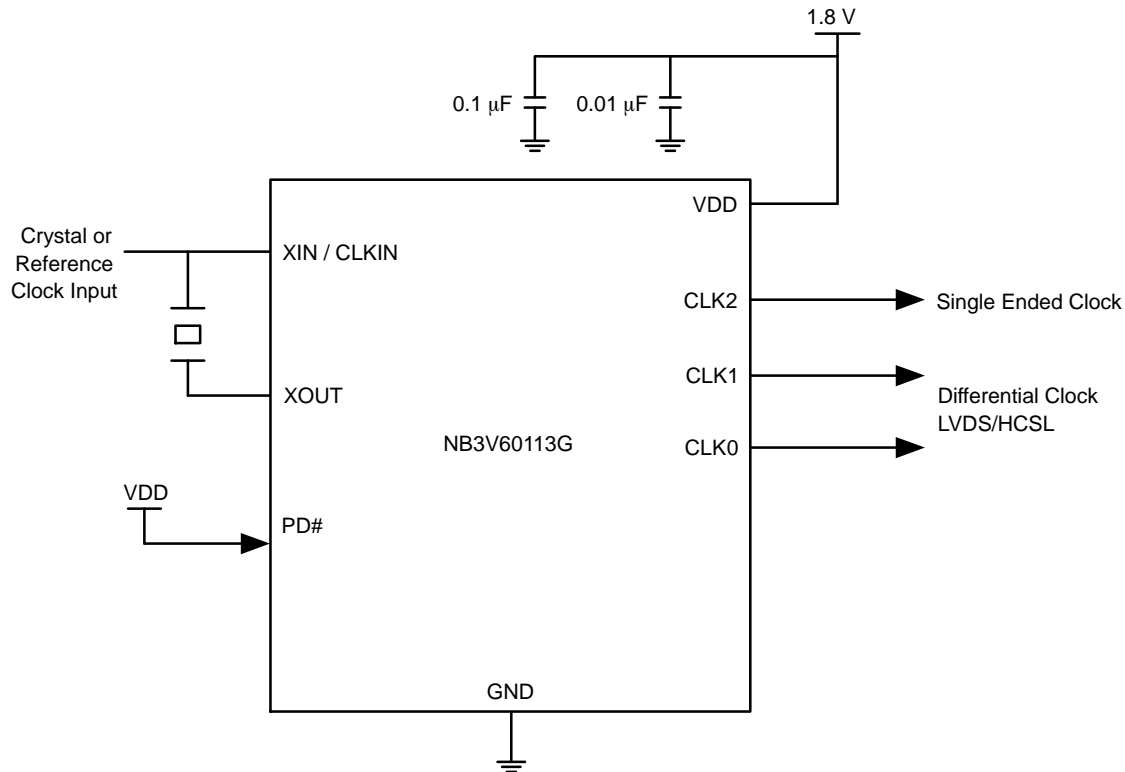 1.8 V
0.1 μF
0.01 μF
VDD
Crystal or
Reference
Clock Input
XIN / CLKIN
CLK2
Single Ended Clock
CLK1
XOUT
Differential Clock
LVDS/HCSL
NB3V60113G
CLK0
VDD
PD#
GND